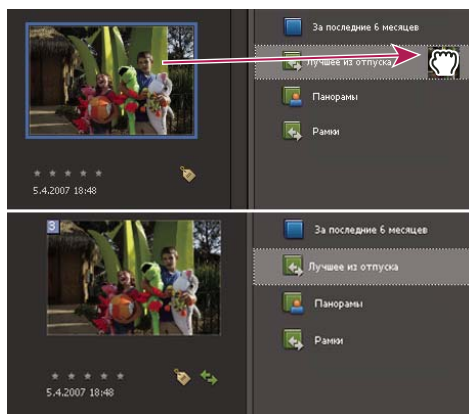 За последние 6 месяцев
Лучшее из отпуска
Панорамы
Рамки
5.4.2007 18:48
3
За последние 6 месяцев
Лучшее из отпуска
Панорамы
Рамки
5.4.2007 18:48